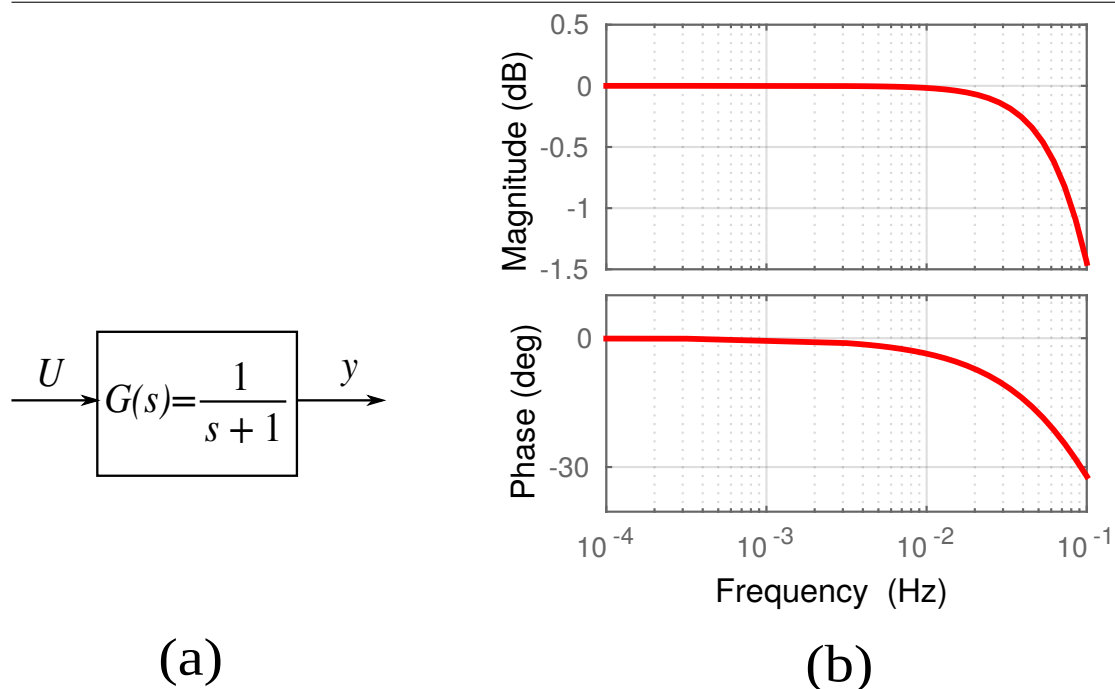 U
G(s)=
1
s + 1
y
(a)
0.5
0
-0.5
-1
-1.5
Magnitude (dB)
0
-30
Phase (deg)
10^-4
10^-3
10^-2
10^-1
Frequency (Hz)
(b)